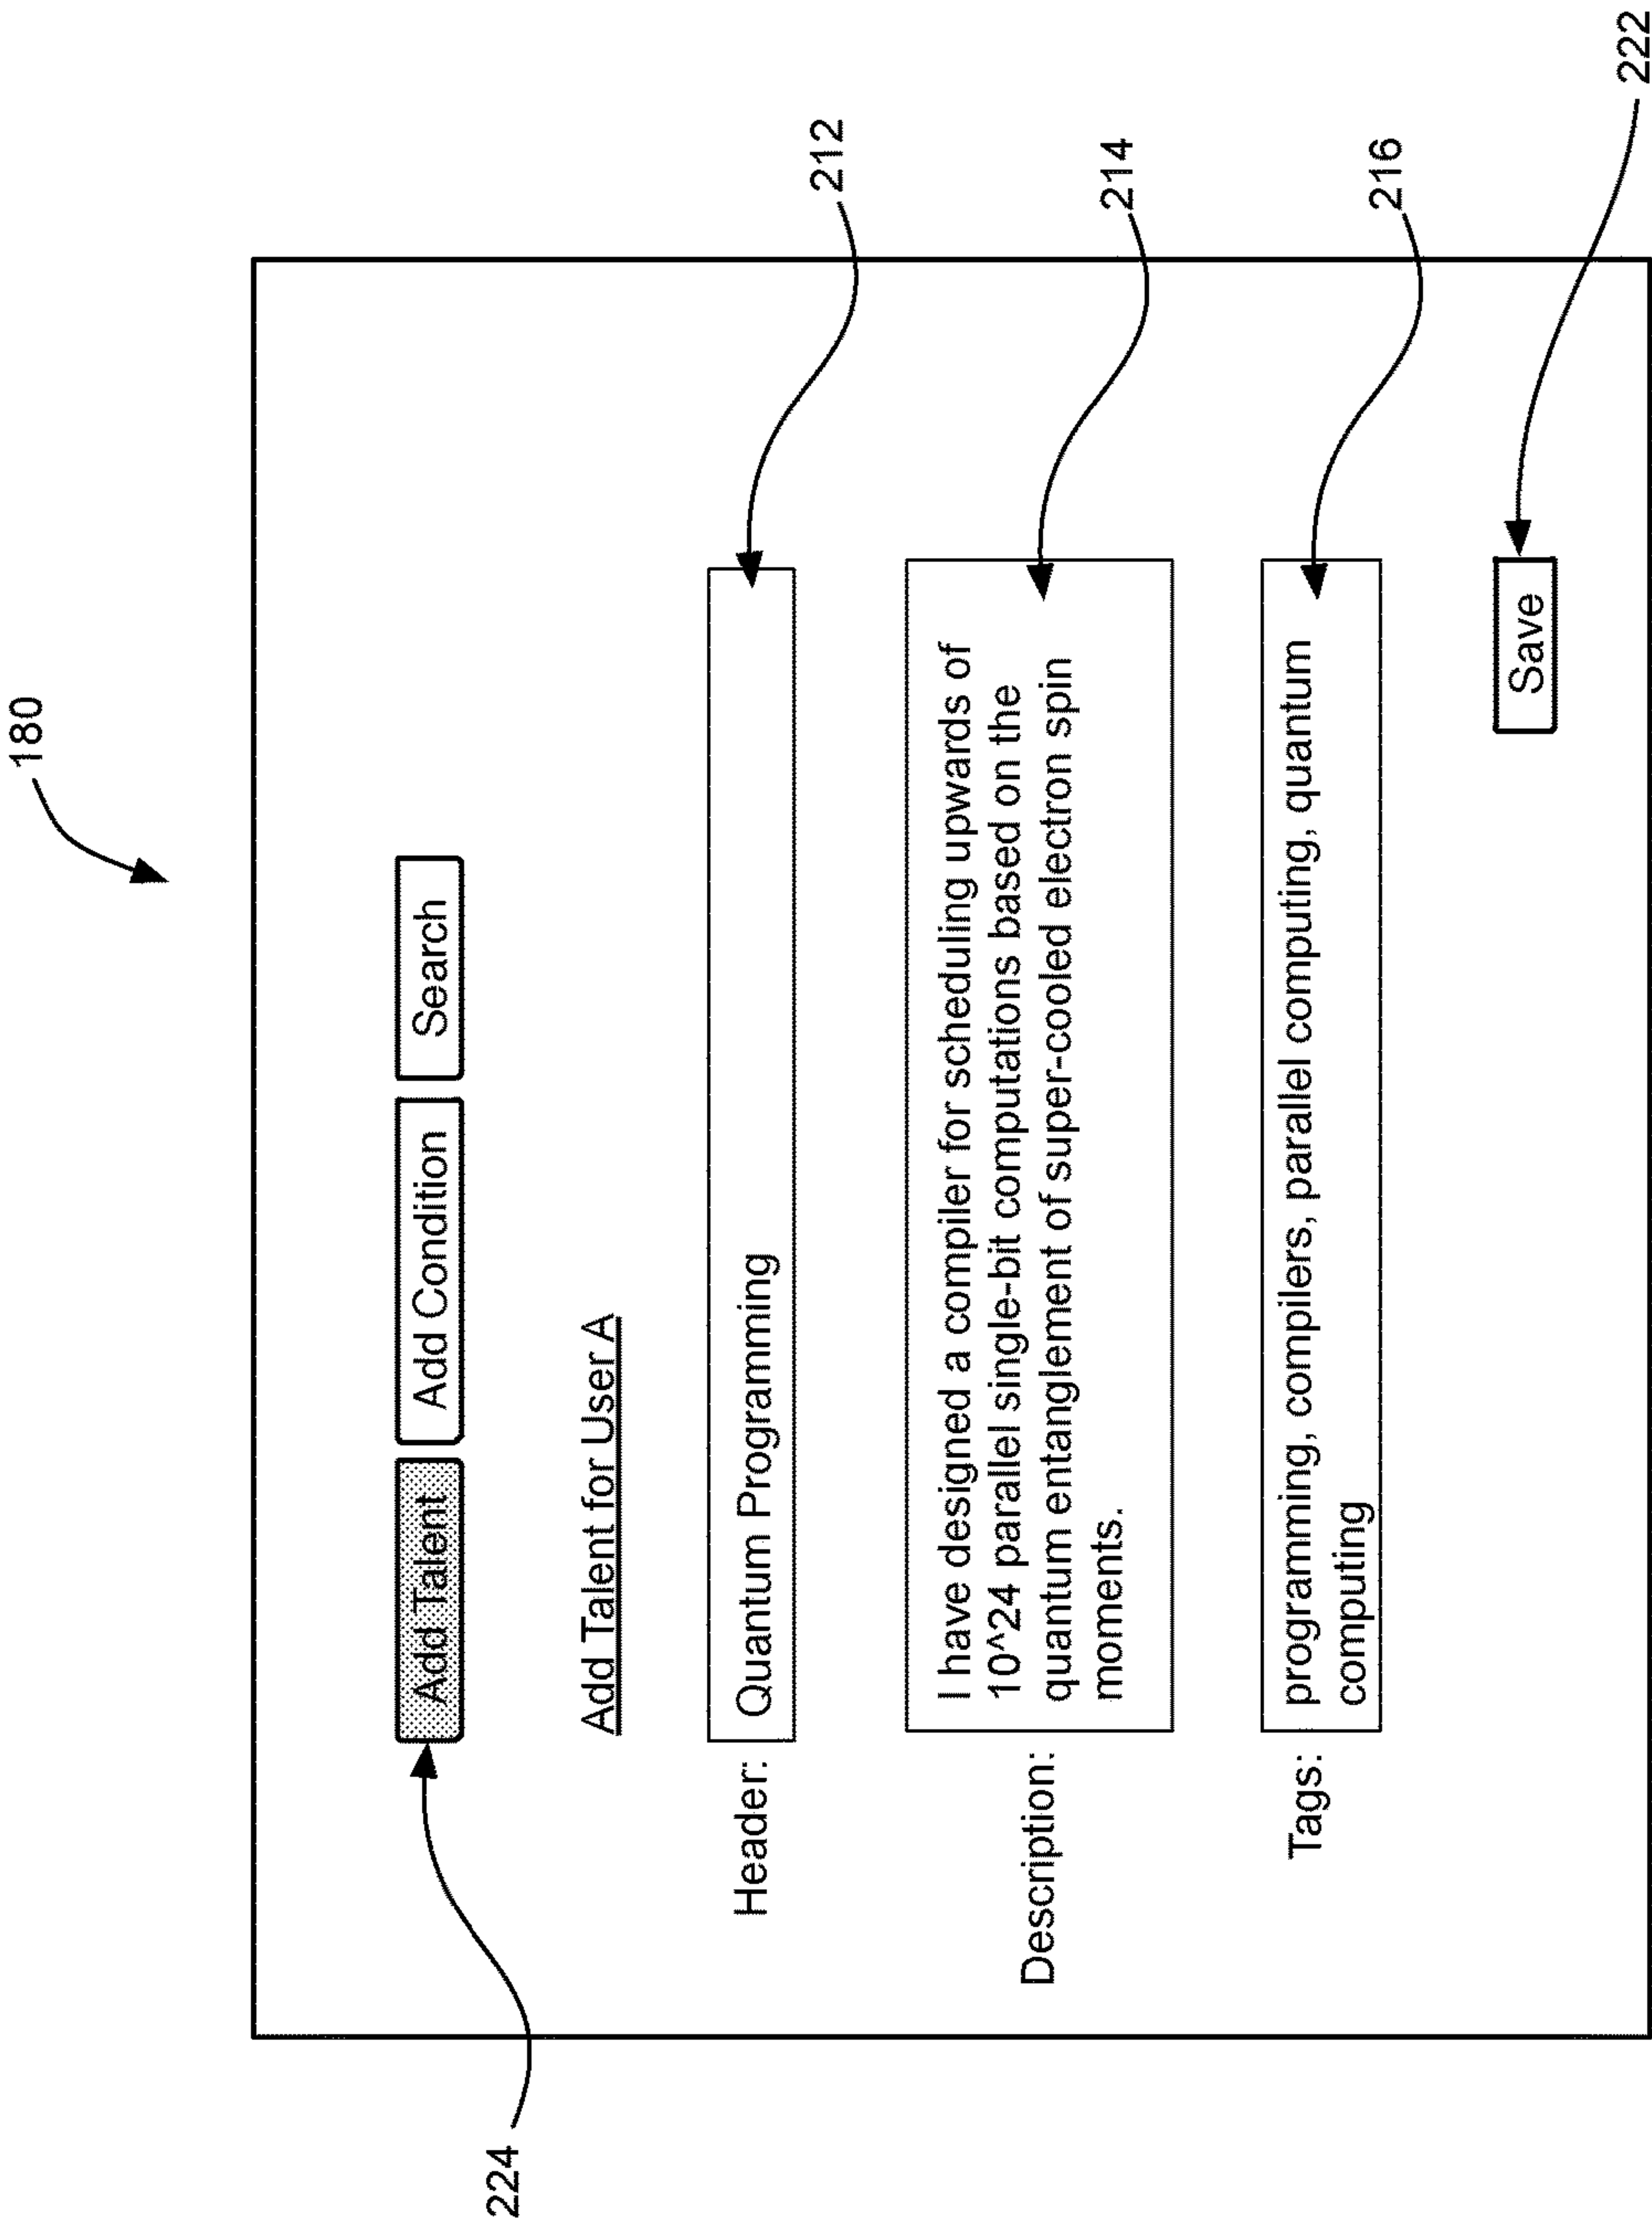 180
224
Add Talent Add Condition Search
Add Talent for User A
212
Header: Quantum Programming
214
Description: I have designed a compiler for scheduling upwards of
10^24 parallel single-bit computations based on the
quantum entanglement of super-cooled electron spin
moments.
216
Tags: programming, compilers, parallel computing, quantum
computing
Save
222